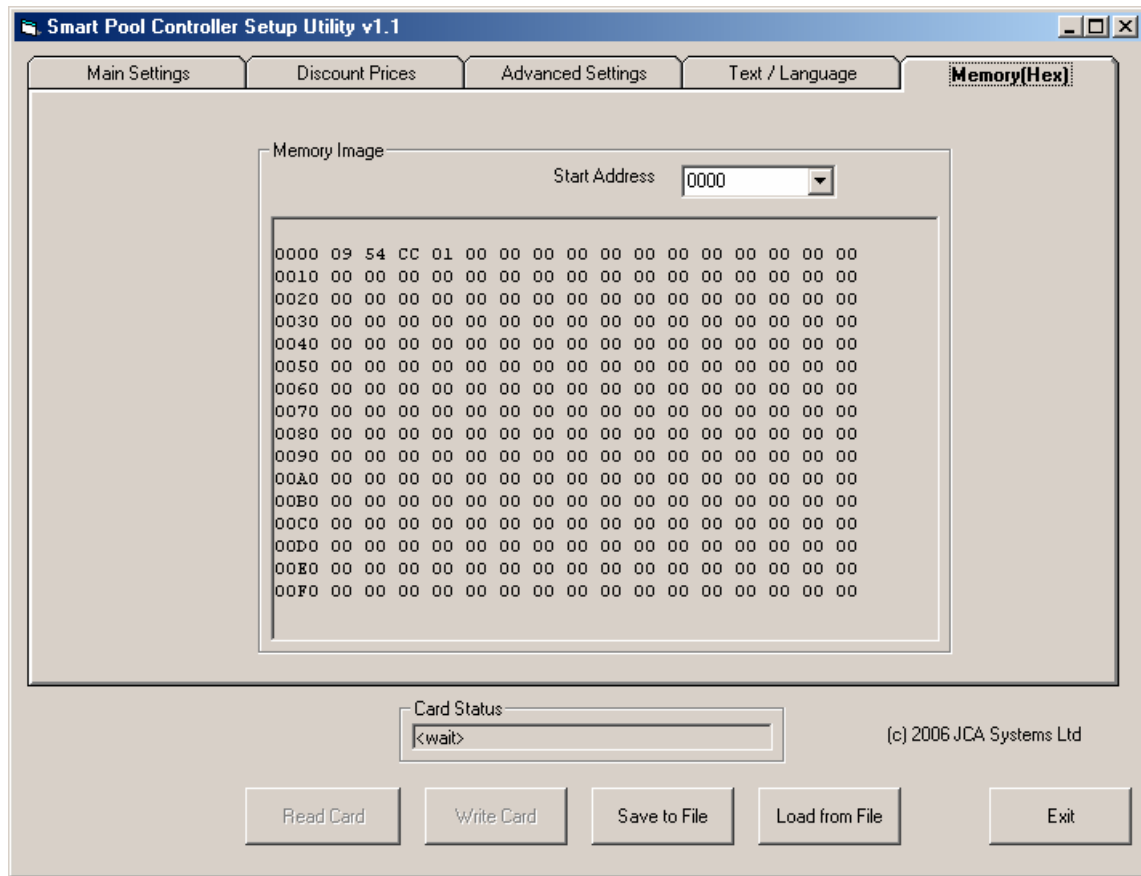 Smart Pool Controller Setup Utility v1.1
Main Settings Discount Prices Advanced Settings Text / Language Memory(Hex)
Memory Image
Start Address 0000
0000 09 54 CC 01 00 00 00 00 00 00 00 00 00 00 00 00
0010 00 00 00 00 00 00 00 00 00 00 00 00 00 00 00 00
0020 00 00 00 00 00 00 00 00 00 00 00 00 00 00 00 00
0030 00 00 00 00 00 00 00 00 00 00 00 00 00 00 00 00
0040 00 00 00 00 00 00 00 00 00 00 00 00 00 00 00 00
0050 00 00 00 00 00 00 00 00 00 00 00 00 00 00 00 00
0060 00 00 00 00 00 00 00 00 00 00 00 00 00 00 00 00
0070 00 00 00 00 00 00 00 00 00 00 00 00 00 00 00 00
0080 00 00 00 00 00 00 00 00 00 00 00 00 00 00 00 00
0090 00 00 00 00 00 00 00 00 00 00 00 00 00 00 00 00
00A0 00 00 00 00 00 00 00 00 00 00 00 00 00 00 00 00
00B0 00 00 00 00 00 00 00 00 00 00 00 00 00 00 00 00
00C0 00 00 00 00 00 00 00 00 00 00 00 00 00 00 00 00
00D0 00 00 00 00 00 00 00 00 00 00 00 00 00 00 00 00
00E0 00 00 00 00 00 00 00 00 00 00 00 00 00 00 00 00
00F0 00 00 00 00 00 00 00 00 00 00 00 00 00 00 00 00
Card Status
<wait>
(c) 2006 JCA Systems Ltd
Read Card Write Card Save to File Load from File Exit